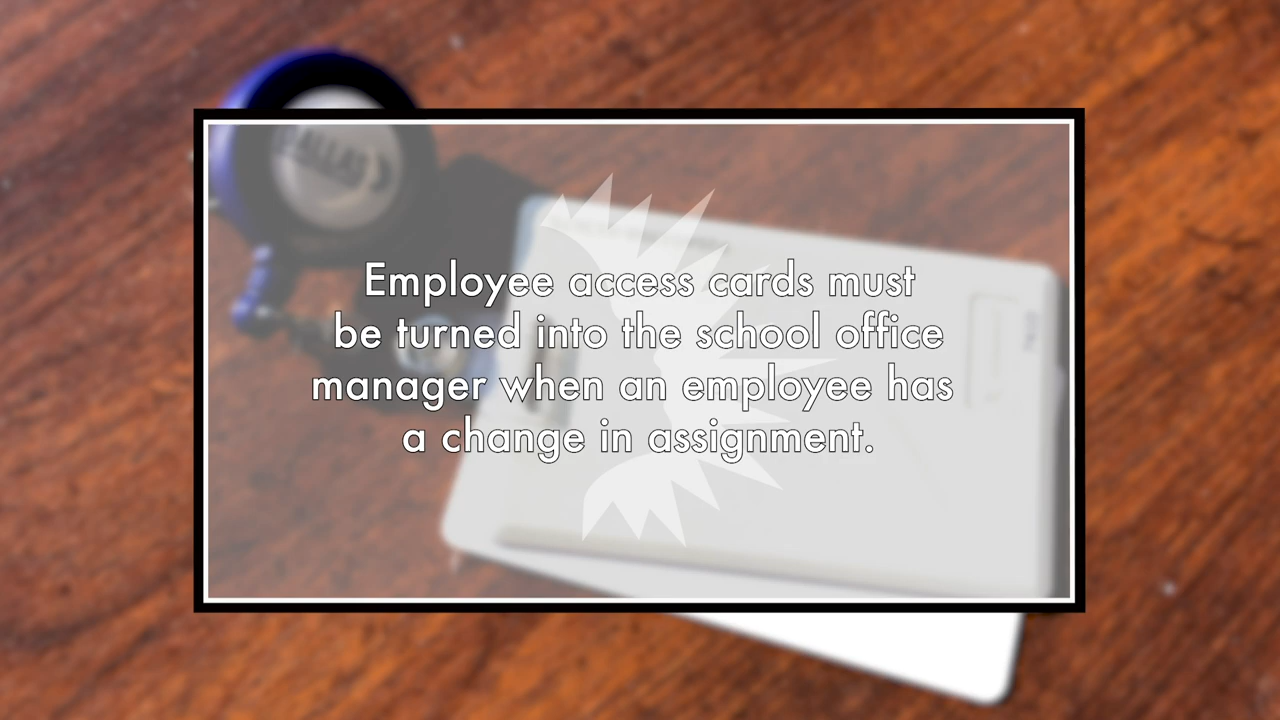 Employee access cards must
be turned into the school office
manager when an employee has
a change in assignment.